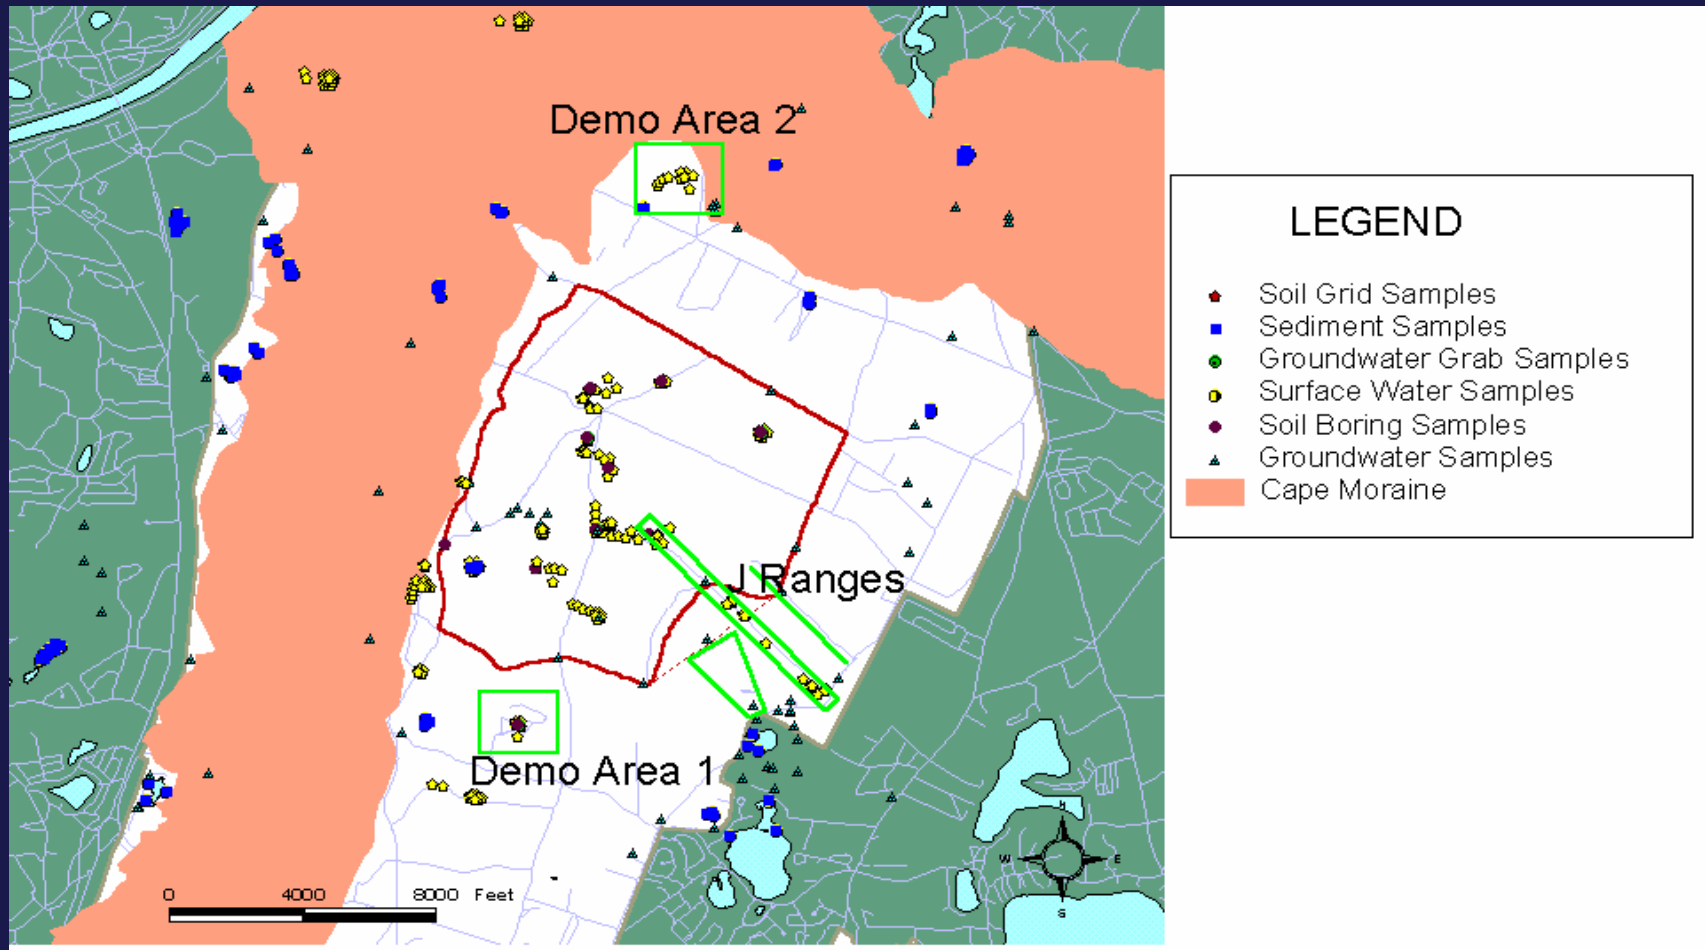 Demo Area 2
J Ranges
Demo Area 1
0 4000 8000 Feet
N
W E
S
LEGEND
Soil Grid Samples
Sediment Samples
Groundwater Grab Samples
Surface Water Samples
Soil Boring Samples
Groundwater Samples
Cape Moraine